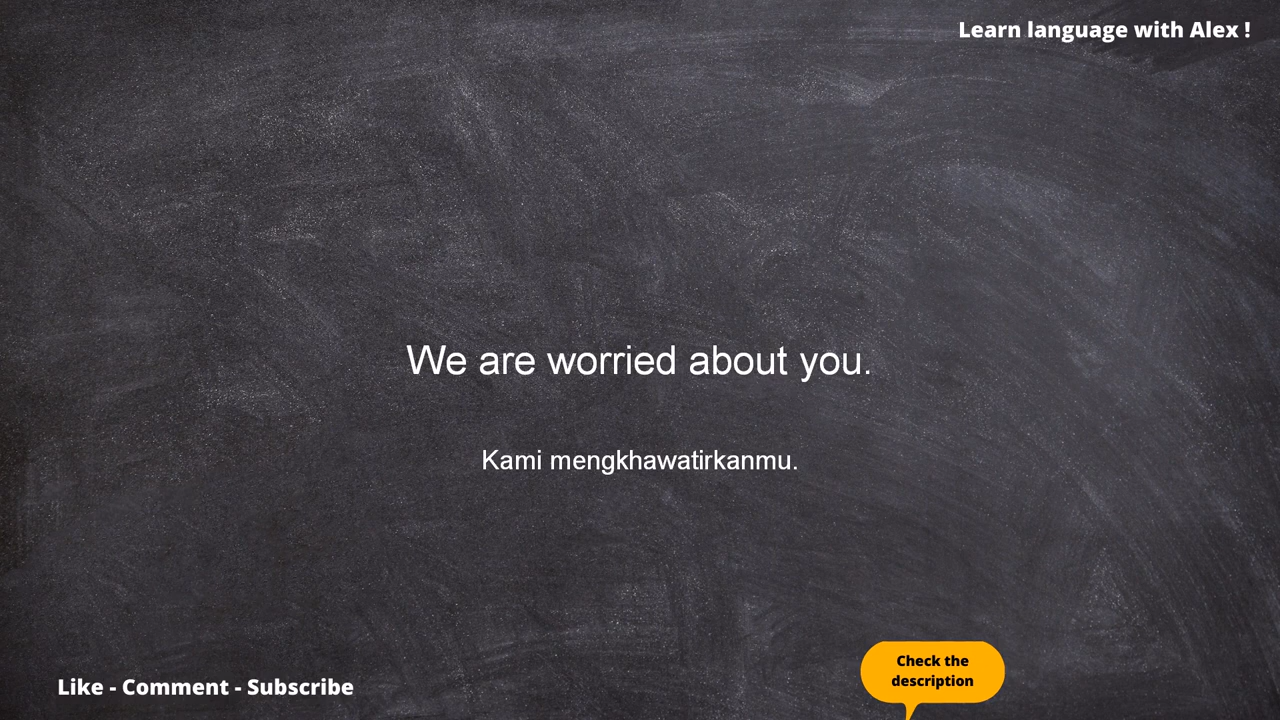 Learn language with Alex !
We are worried about you.
Kami mengkhawatirkanmu.
Like - Comment - Subscribe
Check the
description